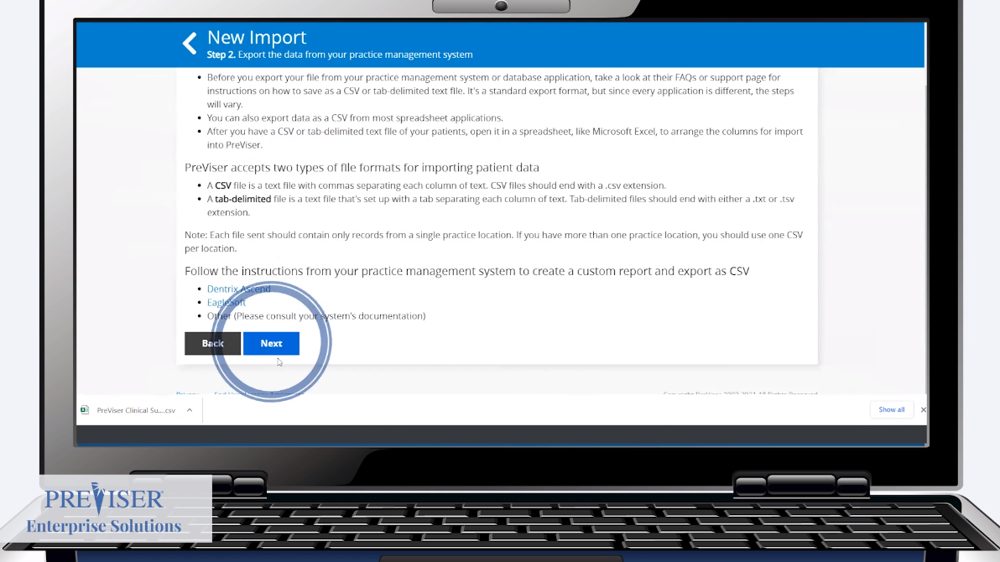 New Import
Step 2. Export the data from your practice management system
Before you export your file from your practice management system or database application, take a look at their FAQs or support page for
instructions on how to save as a CSV or tab-delimited text file. It's a standard export format, but since every application is different, the steps
will vary.
You can also export data as a CSV from most spreadsheet applications.
After you have a CSV or tab-delimited text file of your patients, open it in a spreadsheet, like Microsoft Excel, to arrange the columns for import
into PreViser.
PreViser accepts two types of file formats for importing patient data
A CSV file is a text file with commas separating each column of text. CSV files should end with a .csv extension.
A tab-delimited file is a text file that's set up with a tab separating each column of text. Tab-delimited files should end with either a .txt or .tsv
extension.
Note: Each file sent should contain only records from a single practice location. If you have more than one practice location, you should use one CSV
per location.
Follow the instructions from your practice management system to create a custom report and export as CSV
Dentrix Ascend
EagleSoft
Other (Please consult your system's documentation)
Back Next
PreViser Clinical Su....csv
Show all
PREVISER
Enterprise Solutions